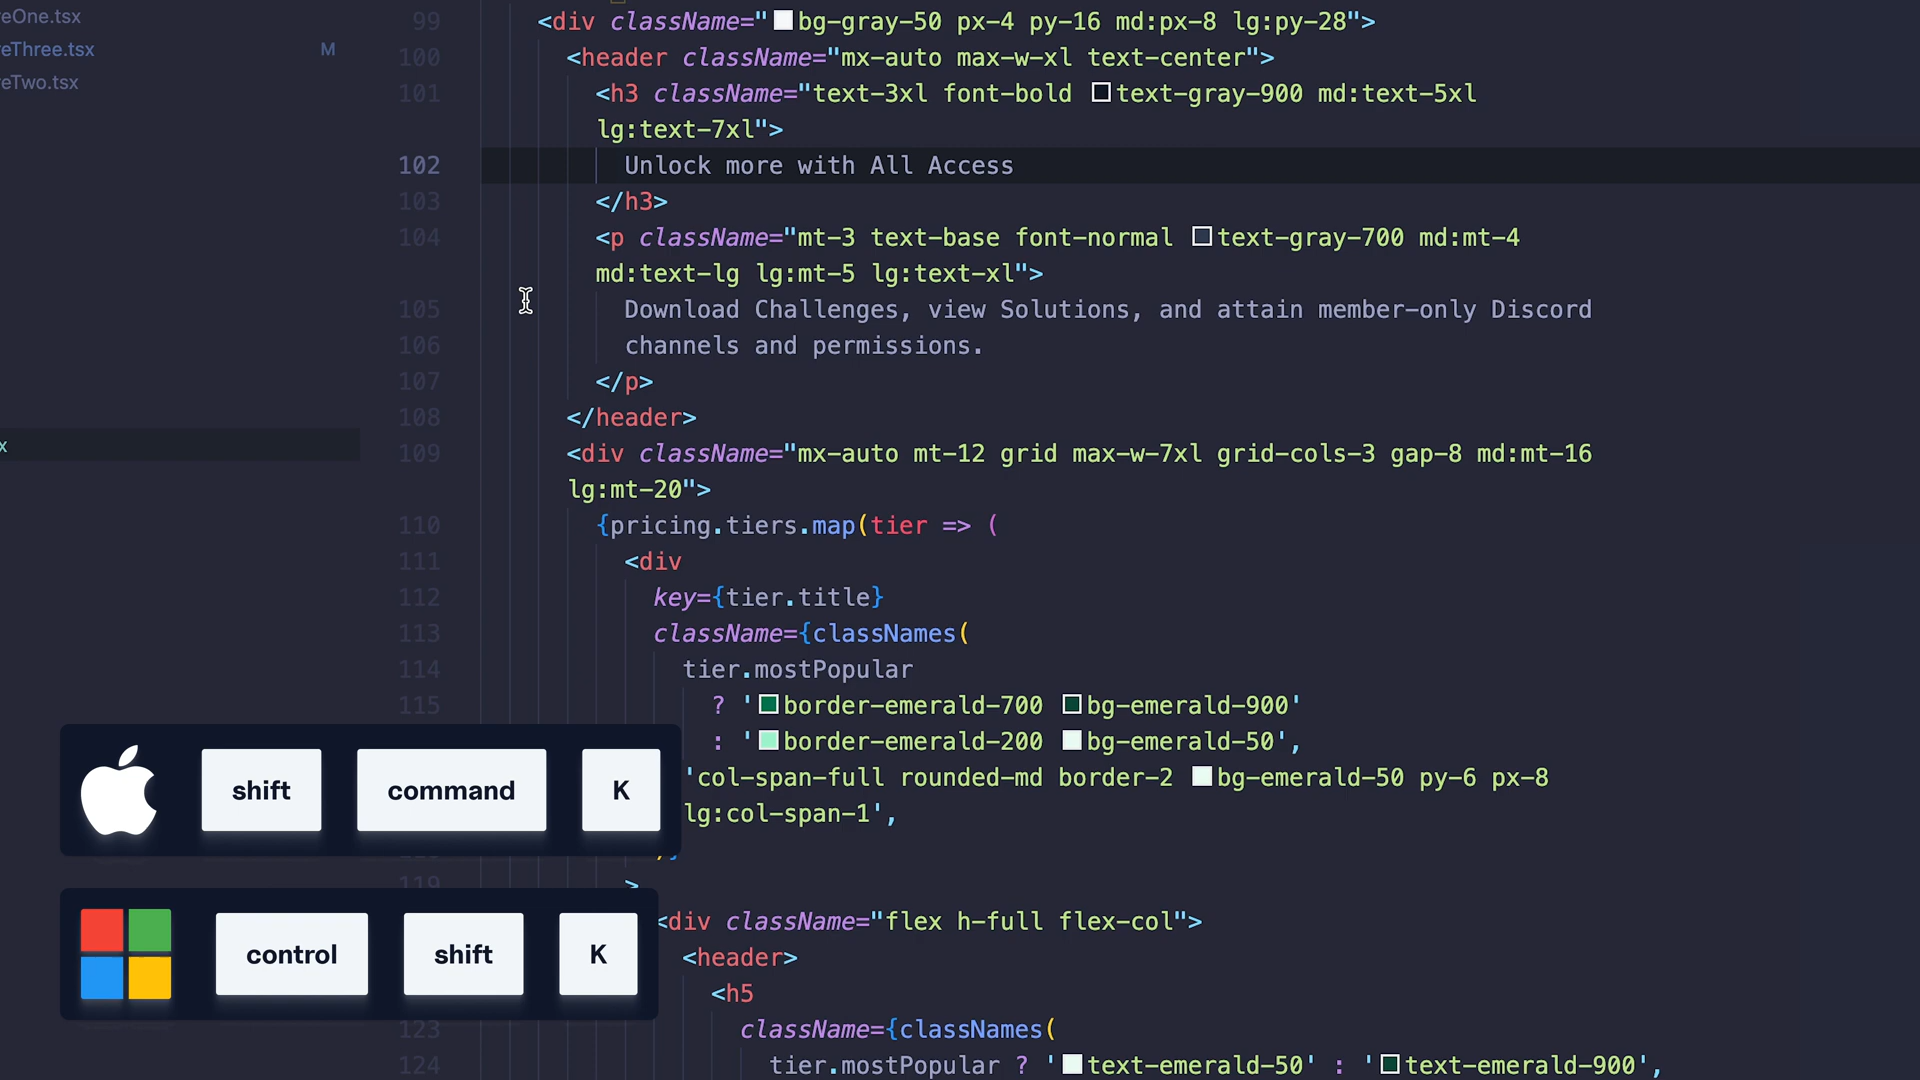 eOne.tsx
eThree.tsx M
eTwo.tsx
x
99 <div className="bg-gray-50 px-4 py-16 md:px-8 lg:py-28">
100 <header className="mx-auto max-w-xl text-center">
101 <h3 className="text-3xl font-bold text-gray-900 md:text-5xl
lg:text-7xl">
102 Unlock more with All Access
103 </h3>
104 <p className="mt-3 text-base font-normal text-gray-700 md:mt-4
md:text-lg lg:mt-5 lg:text-xl">
105 Download Challenges, view Solutions, and attain member-only Discord
106 channels and permissions.
107 </p>
108 </header>
109 <div className="mx-auto mt-12 grid max-w-7xl grid-cols-3 gap-8 md:mt-16
lg:mt-20">
110 {pricing.tiers.map(tier => (
111 <div
112 key={tier.title}
113 className={classNames(
114 tier.mostPopular
115 ? 'border-emerald-700 bg-emerald-900'
: 'border-emerald-200 bg-emerald-50',
'col-span-full rounded-md border-2 bg-emerald-50 py-6 px-8
lg:col-span-1',
119 >
<div className="flex h-full flex-col">
<header>
<h5
123 className={classNames(
124 tier.mostPopular ? 'text-emerald-50' : 'text-emerald-900',
shift command K
control shift K